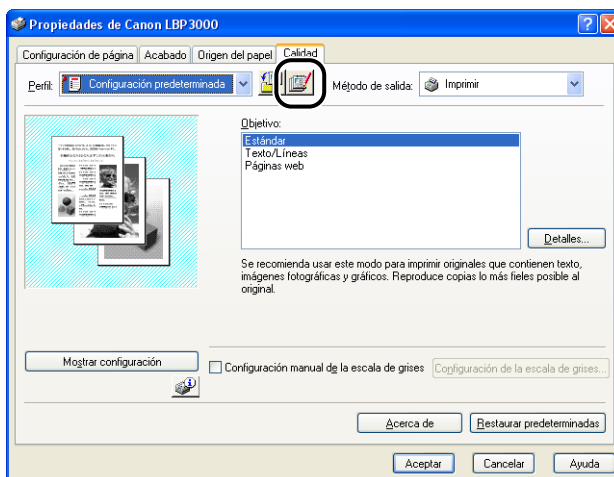 Propiedades de Canon LBP3000
Configuración de página Acabado Origen del papel Calidad
Perfil: Configuración predeterminada Método de salida: Imprimir
Objetivo:
Estándar
Texto/Líneas
Páginas web
Detalles...
Se recomienda usar este modo para imprimir originales que contienen texto,
imágenes fotográficas y gráficos. Reproduce copias lo más fieles posible al
original.
Mostrar configuración
Configuración manual de la escala de grises Configuración de la escala de grises...
Acerca de Restaurar predeterminadas
Aceptar Cancelar Ayuda